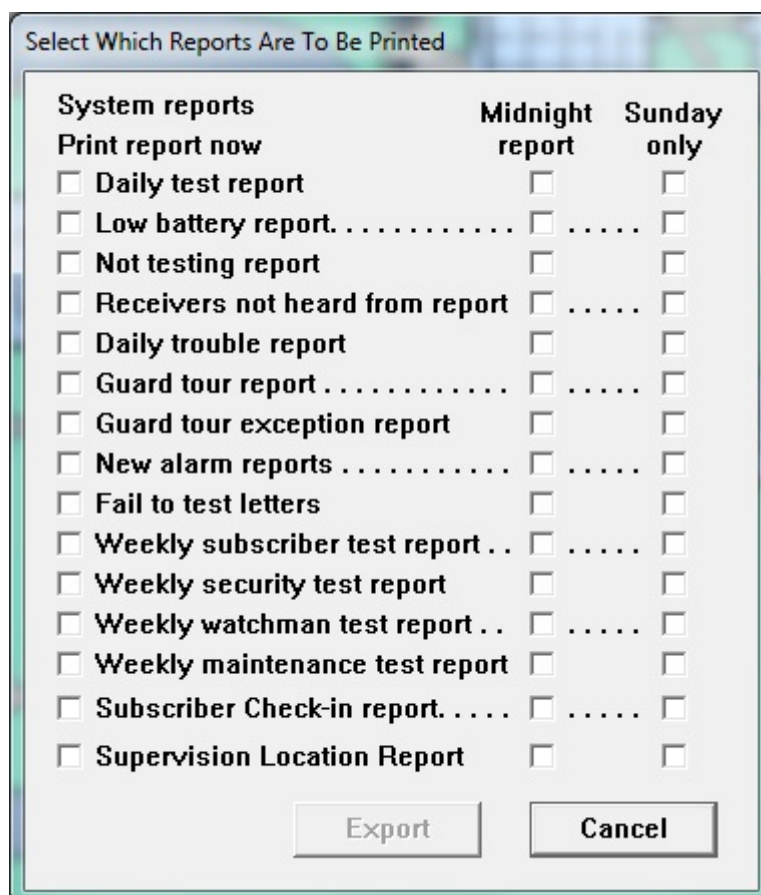 Select Which Reports Are To Be Printed
System reports
Midnight Sunday
Print report now report only
Daily test report
Low battery report. . . . . . . . . . . . . . . . .
Not testing report
Receivers not heard from report . . . . .
Daily trouble report
Guard tour report . . . . . . . . . . . . . . . . .
Guard tour exception report
New alarm reports . . . . . . . . . . . . . . . .
Fail to test letters
Weekly subscriber test report . . . . . . .
Weekly security test report
Weekly watchman test report . . . . . . .
Weekly maintenance test report
Subscriber Check-in report. . . . . . . . . .
Supervision Location Report
Export Cancel